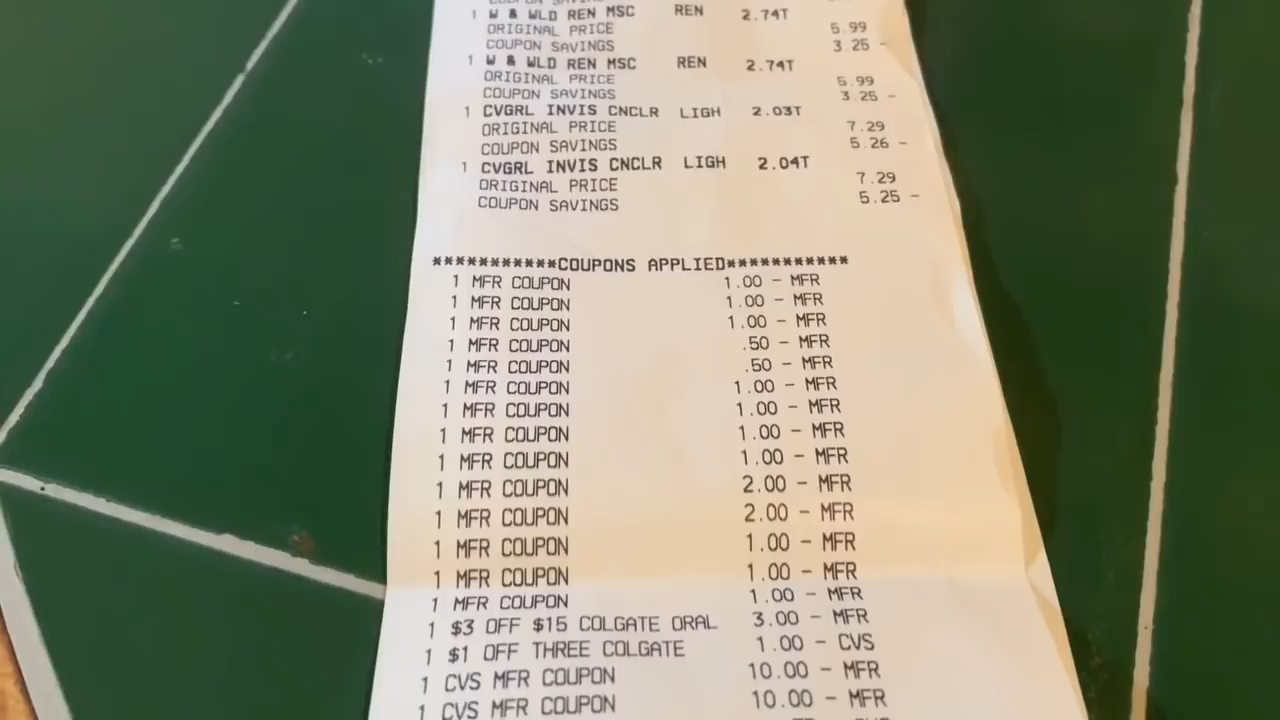 COUPON SAVINGS
1 W & WLD REN MSC REN 2.74T
ORIGINAL PRICE 5.99
COUPON SAVINGS 3.25 -
1 W & WLD REN MSC REN 2.74T
ORIGINAL PRICE 5.99
COUPON SAVINGS 3.25 -
1 CVGRL INVIS CNCLR LIGH 2.03T
ORIGINAL PRICE 7.29
COUPON SAVINGS 5.26 -
1 CVGRL INVIS CNCLR LIGH 2.04T
ORIGINAL PRICE 7.29
COUPON SAVINGS 5.25 -
***********COUPONS APPLIED***********
1 MFR COUPON 1.00 - MFR
1 MFR COUPON 1.00 - MFR
1 MFR COUPON 1.00 - MFR
1 MFR COUPON .50 - MFR
1 MFR COUPON .50 - MFR
1 MFR COUPON 1.00 - MFR
1 MFR COUPON 1.00 - MFR
1 MFR COUPON 1.00 - MFR
1 MFR COUPON 1.00 - MFR
1 MFR COUPON 2.00 - MFR
1 MFR COUPON 2.00 - MFR
1 MFR COUPON 1.00 - MFR
1 MFR COUPON 1.00 - MFR
1 MFR COUPON 1.00 - MFR
1 $3 OFF $15 COLGATE ORAL 3.00 - MFR
1 $1 OFF THREE COLGATE 1.00 - CVS
1 CVS MFR COUPON 10.00 - MFR
1 CVS MFR COUPON 10.00 - MFR